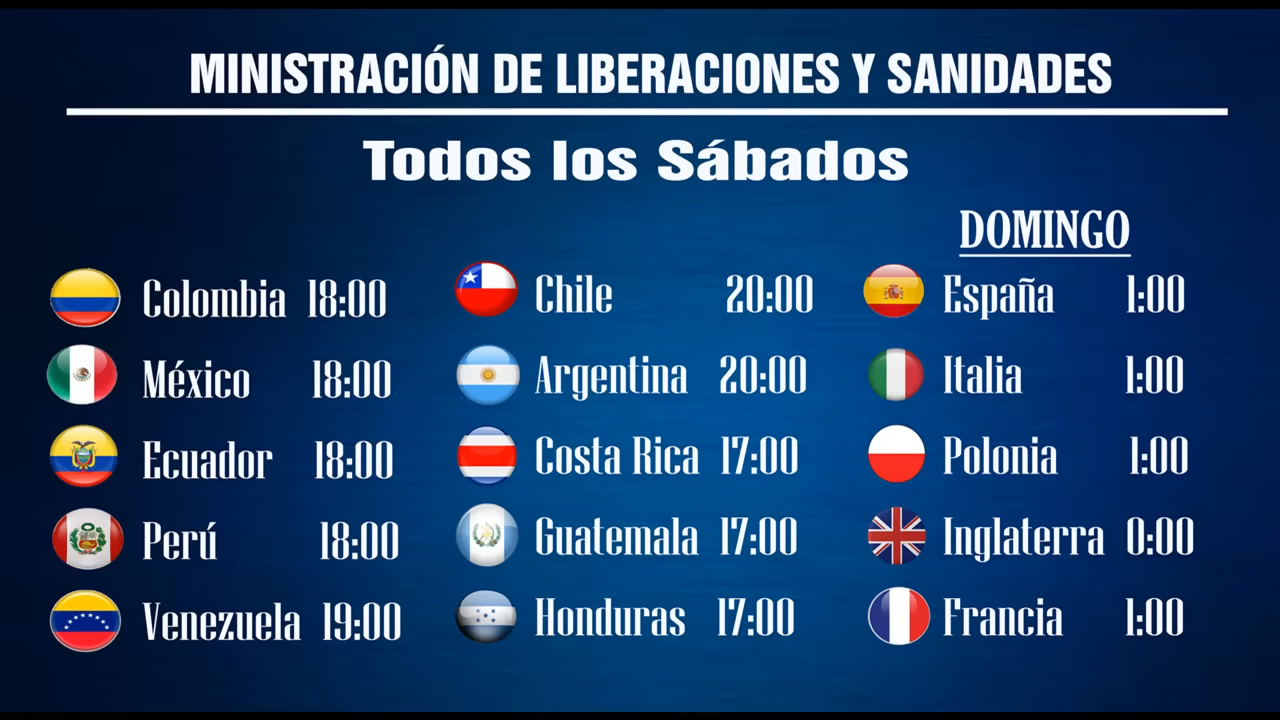 MINISTRACIÓN DE LIBERACIONES Y SANIDADES
Todos los Sábados
DOMINGO
Colombia 18:00
México 18:00
Ecuador 18:00
Perú 18:00
Venezuela 19:00
Chile 20:00
Argentina 20:00
Costa Rica 17:00
Guatemala 17:00
Honduras 17:00
España 1:00
Italia 1:00
Polonia 1:00
Inglaterra 0:00
Francia 1:00